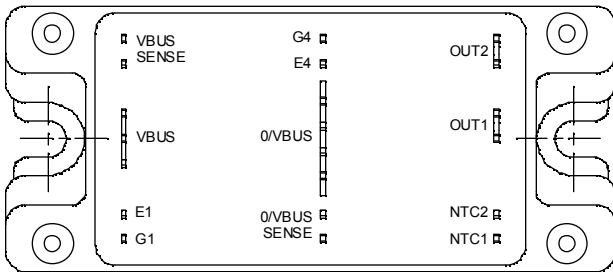 VBUS
SENSE
G4
E4
OUT2
VBUS
0/VBUS
OUT1
E1
G1
0/VBUS
SENSE
NTC2
NTC1